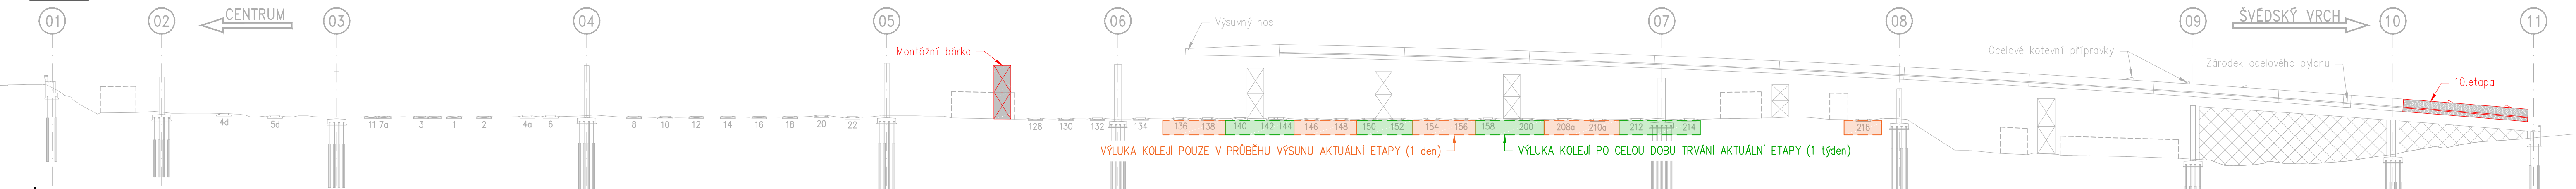 01 02 CENTRUM 03 04 05 06 07 08 09 ŠVÉDSKÝ VRCH 10 11
Výsuvný nos
Montážní bárka
Ocelové kotevní přípravky
Zárodek ocelového pylonu
10.etapa
4d 5d 11 7a 3 1 2 4a 6 8 10 12 14 16 18 20 22 128 130 132 134 136 138 140 142 144 146 148 150 152 154 156 158 200 208a 210a 212 214 218
VÝLUKA KOLEJÍ POUZE V PRŮBĚHU VÝSUNU AKTUÁLNÍ ETAPY (1 den)
VÝLUKA KOLEJÍ PO CELOU DOBU TRVÁNÍ AKTUÁLNÍ ETAPY (1 týden)